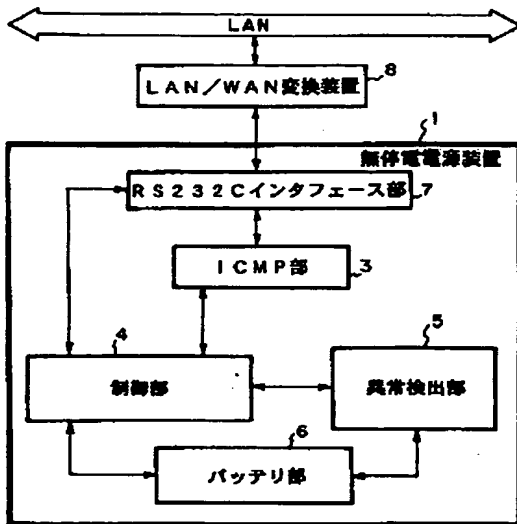 LAN
8
LAN/WAN変換装置
1
無停電電源装置
RS232Cインタフェース部
7
ICMP部
3
4
5
制御部
異常検出部
6
バッテリ部